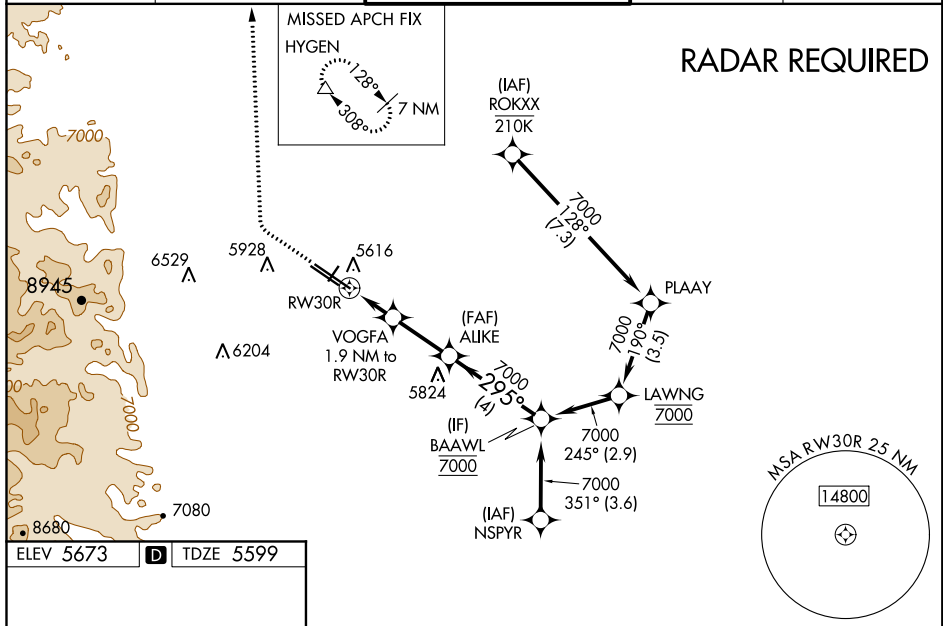 MISSED APCH FIX
HYGEN
128°
7 NM
308°
RADAR REQUIRED
(IAF)
ROKXX
210K
7000
128°
(7.3)
7000
8945
6529
5928
5616
RW30R
PLAAY
7000
190°
(3.5)
VOGFA
1.9 NM to
RW30R
(FAF)
ALIKE
6204
5824
7000
295°
(4)
LAWNG
7000
(IF)
BAAWL
7000
7000
245° (2.9)
7000
351° (3.6)
(IAF)
NSPYR
7000
7080
8680
MSA RW30R 25 NM
14800
ELEV 5673 D TDZE 5599